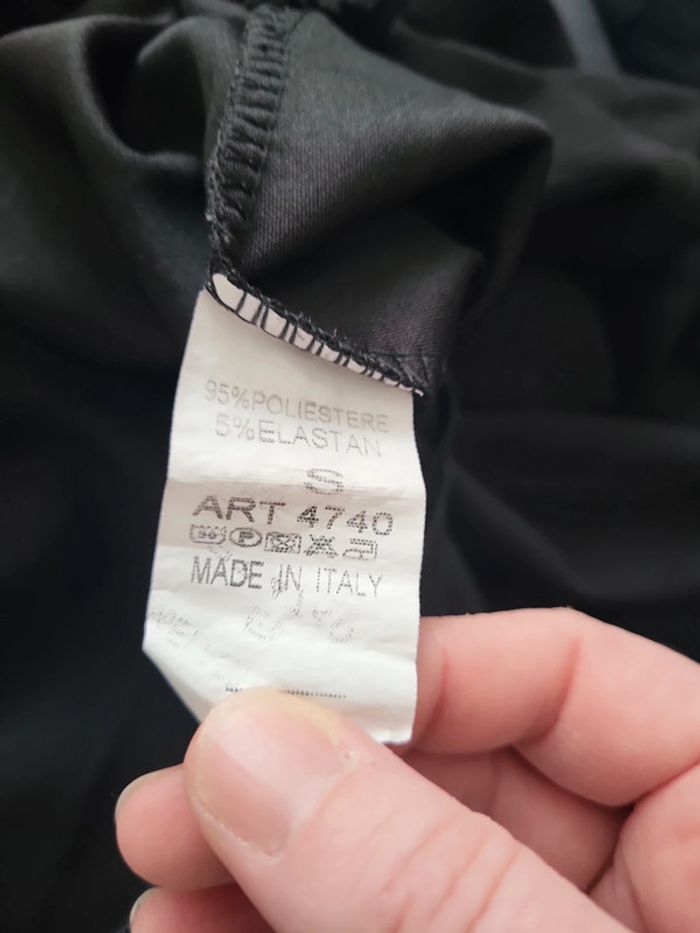 95%POLIESTERE
5%ELASTAN
S
ART 4740
MADE IN ITALY